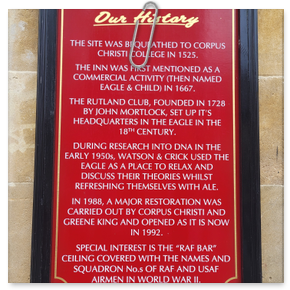 Our History
THE SITE WAS BEQUEATHED TO CORPUS
CHRISTI COLLEGE IN 1525.
THE INN WAS FIRST MENTIONED AS A
COMMERCIAL ACTIVITY (THEN NAMED
EAGLE & CHILD) IN 1667.
THE RUTLAND CLUB, FOUNDED IN 1728
BY JOHN MORTLOCK, SET UP IT'S
HEADQUARTERS IN THE EAGLE IN THE
18TH CENTURY.
DURING RESEARCH INTO DNA IN THE
EARLY 1950s, WATSON & CRICK USED THE
EAGLE AS A PLACE TO RELAX AND
DISCUSS THEIR THEORIES WHILST
REFRESHING THEMSELVES WITH ALE.
IN 1988, A MAJOR RESTORATION WAS
CARRIED OUT BY CORPUS CHRISTI AND
GREENE KING AND OPENED AS IT IS NOW
IN 1992.
SPECIAL INTEREST IS THE "RAF BAR"
CEILING COVERED WITH THE NAMES AND
SQUADRON No.s OF RAF AND USAF
AIRMEN IN WORLD WAR II.